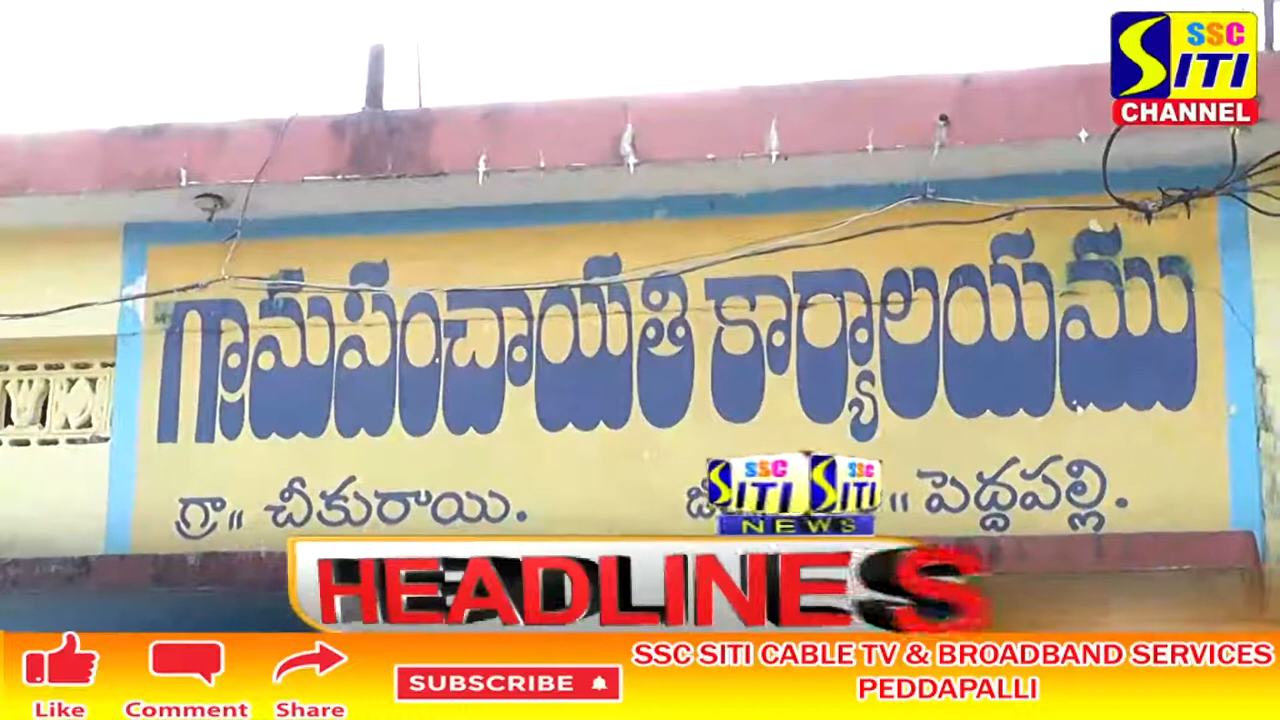 SSC
SITI
CHANNEL
గ్రామపంచాయతి కార్యాలయము
గ్రా॥ చీకురాయి.
॥ పెద్దపల్లి.
SSC SSC
SITI SITI
NEWS
HEADLINES
SSC SITI CABLE TV & BROADBAND SERVICES
PEDDAPALLI
Like
Comment
Share
SUBSCRIBE